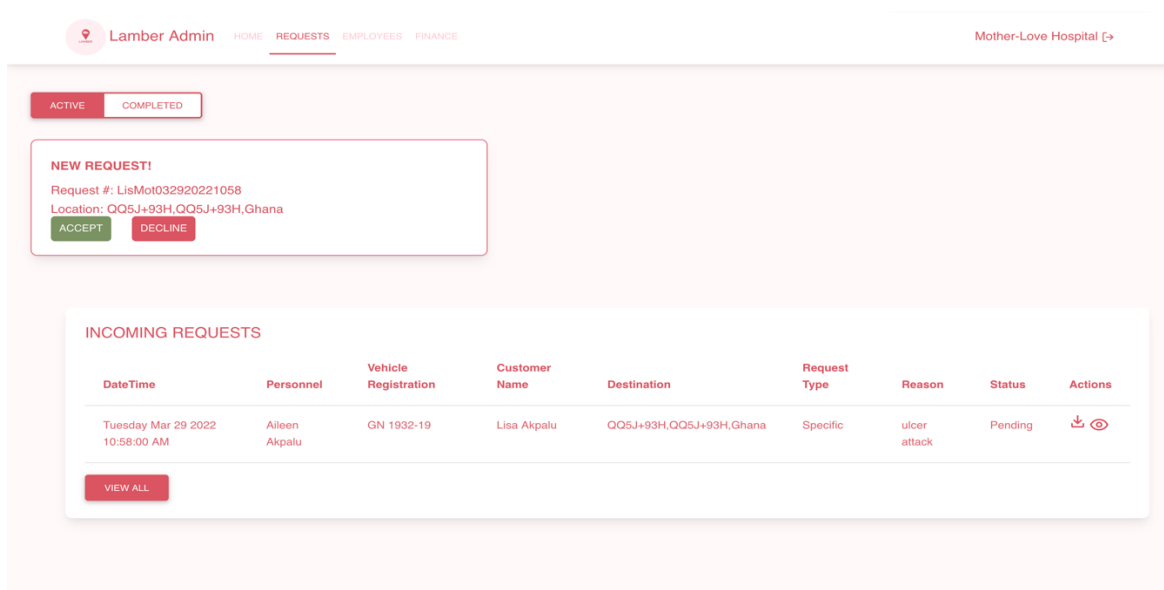 Lamber Admin HOME REQUESTS EMPLOYEES FINANCE Mother-Love Hospital
ACTIVE COMPLETED
NEW REQUEST!
Request #: LisMot032920221058
Location: QQ5J+93H,QQ5J+93H,Ghana
ACCEPT DECLINE
INCOMING REQUESTS
Vehicle Customer Request
DateTime Personnel Registration Name Destination Type Reason Status Actions
Tuesday Mar 29 2022 Aileen GN 1932-19 Lisa Akpalu QQ5J+93H,QQ5J+93H,Ghana Specific ulcer Pending
10:58:00 AM Akpalu attack
VIEW ALL